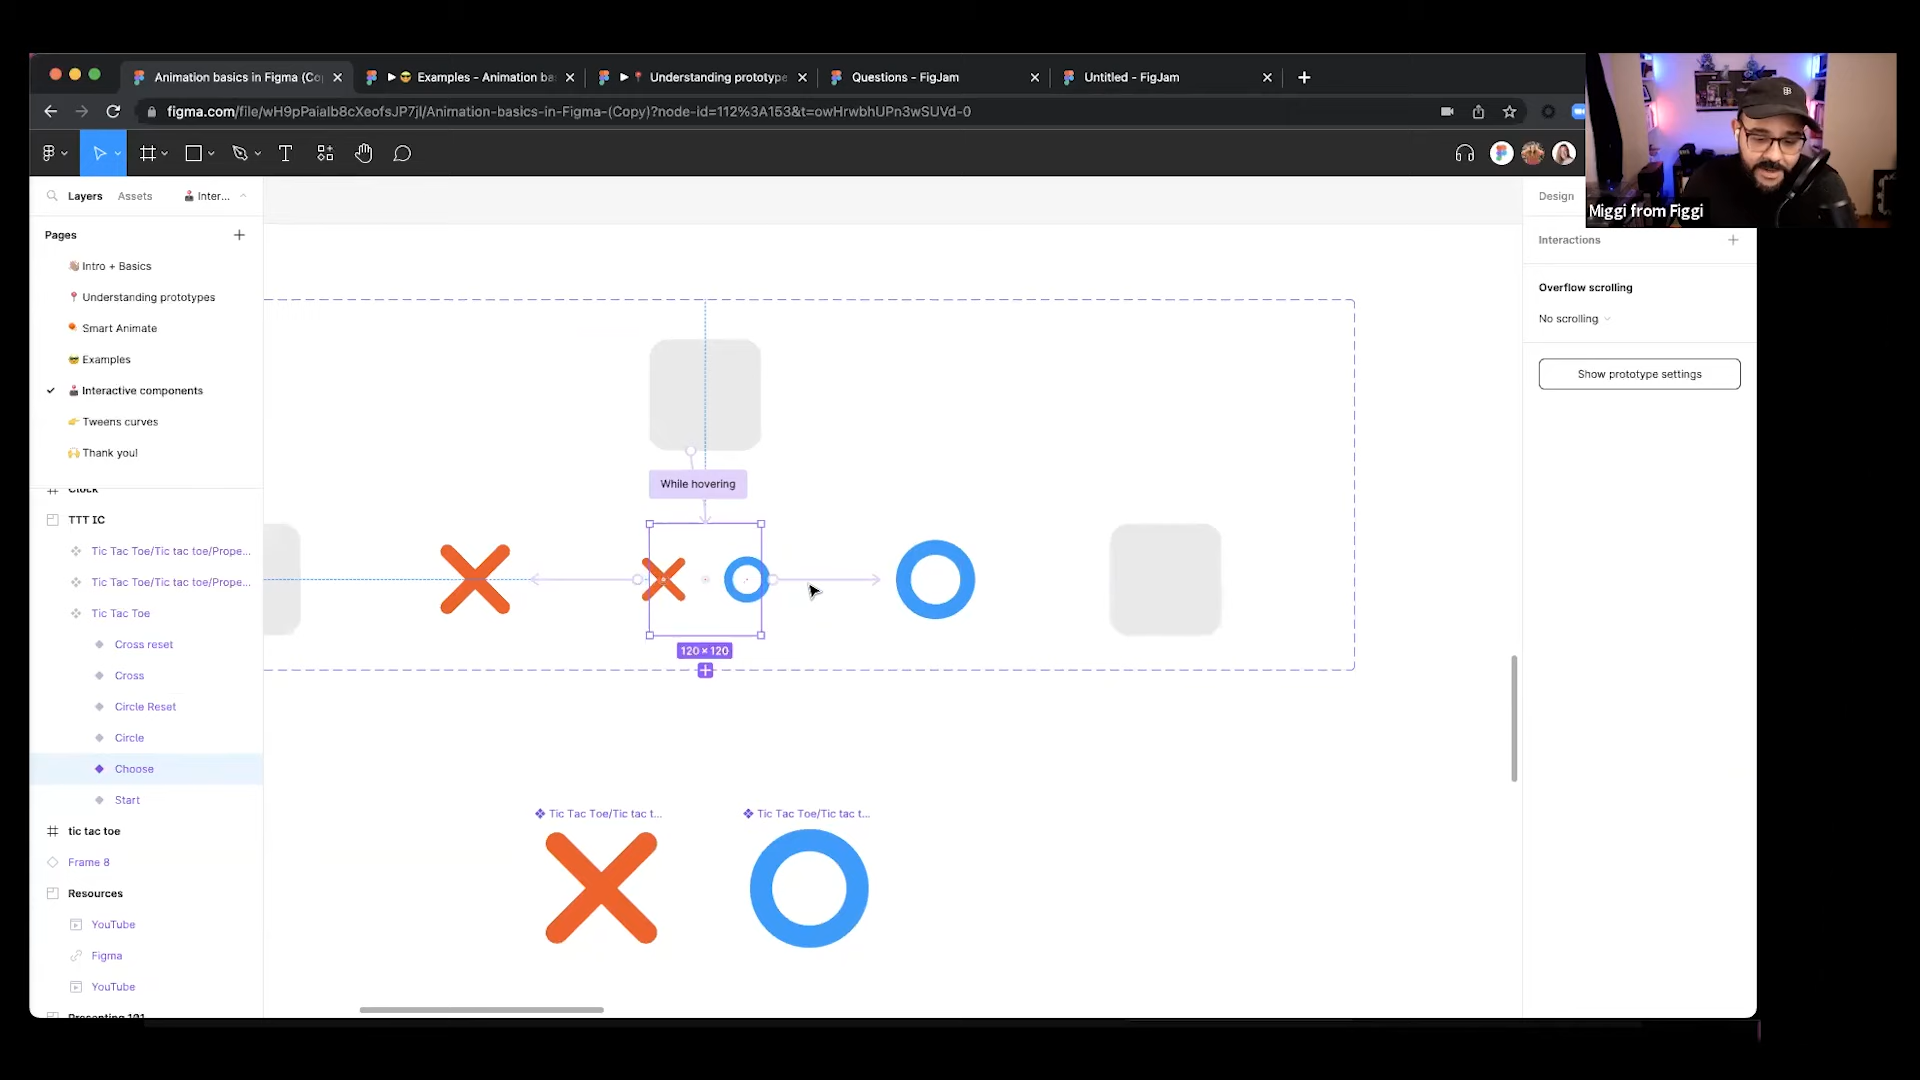 Animation basics in Figma (Co
Examples - Animation ba
Understanding prototype
Questions - FigJam
Untitled - FigJam
figma.com/file/wH9pPaialb8cXeofsJP7jl/Animation-basics-in-Figma-(Copy)?node-id=112%3A153&t=owHrwbhUPn3wSUVd-0
Miggi from Figgi
Layers
Assets
Inter...
Design
Pages
Interactions
Intro + Basics
Understanding prototypes
Smart Animate
Examples
Interactive components
Tweens curves
Thank you!
Overflow scrolling
No scrolling
Show prototype settings
Clock
TTT IC
Tic Tac Toe/Tic tac toe/Prope...
Tic Tac Toe/Tic tac toe/Prope...
Tic Tac Toe
Cross reset
Cross
Circle Reset
Circle
Choose
Start
tic tac toe
Frame 8
Resources
YouTube
Figma
YouTube
Presenting 101
While hovering
120 × 120
Tic Tac Toe/Tic tac t...
Tic Tac Toe/Tic tac t...